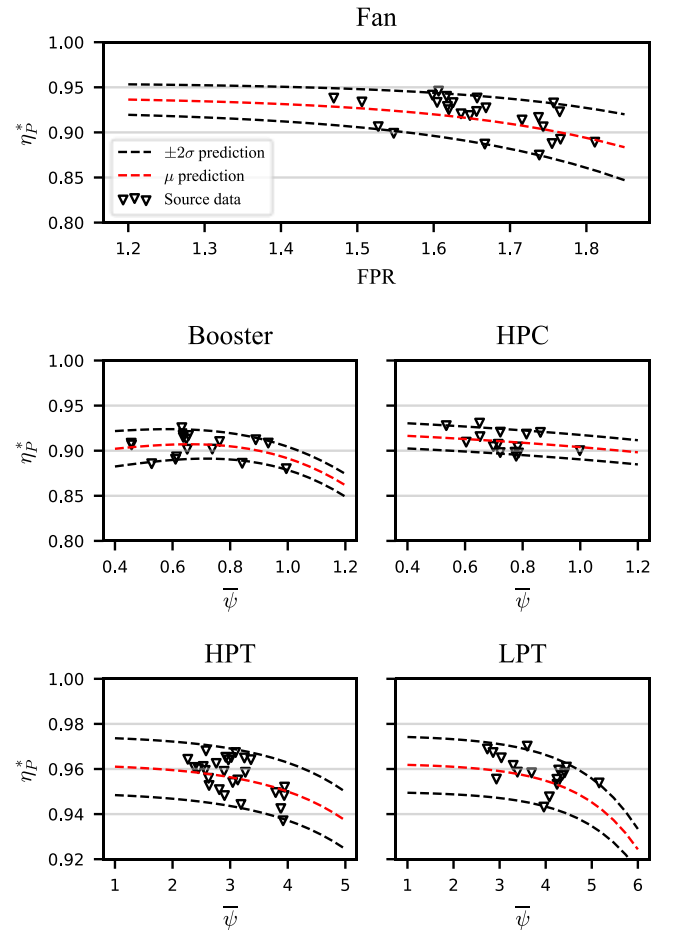 Fan
1.00
0.95
0.90
0.85
0.80
η*P
±2σ prediction
μ prediction
Source data
1.2 1.3 1.4 1.5 1.6 1.7 1.8
FPR
Booster HPC
1.00
0.95
0.90
0.85
0.80
η*P
0.4 0.6 0.8 1.0 1.2 0.4 0.6 0.8 1.0 1.2
ψ̅ ψ̅
HPT LPT
1.00
0.98
0.96
0.94
0.92
η*P
1 2 3 4 5 1 2 3 4 5 6
ψ̅ ψ̅